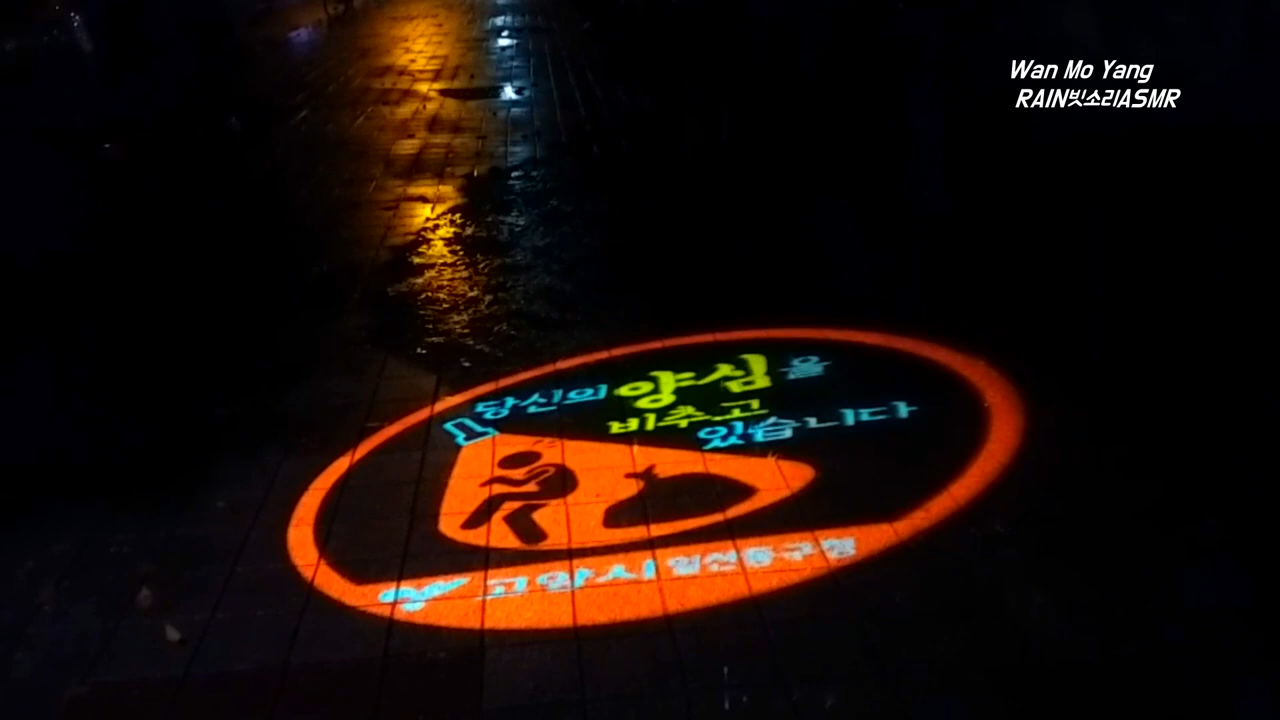 Wan Mo Yang
RAIN빗소리ASMR
당신의 양심을
비추고
있습니다
고양시 일산동구청